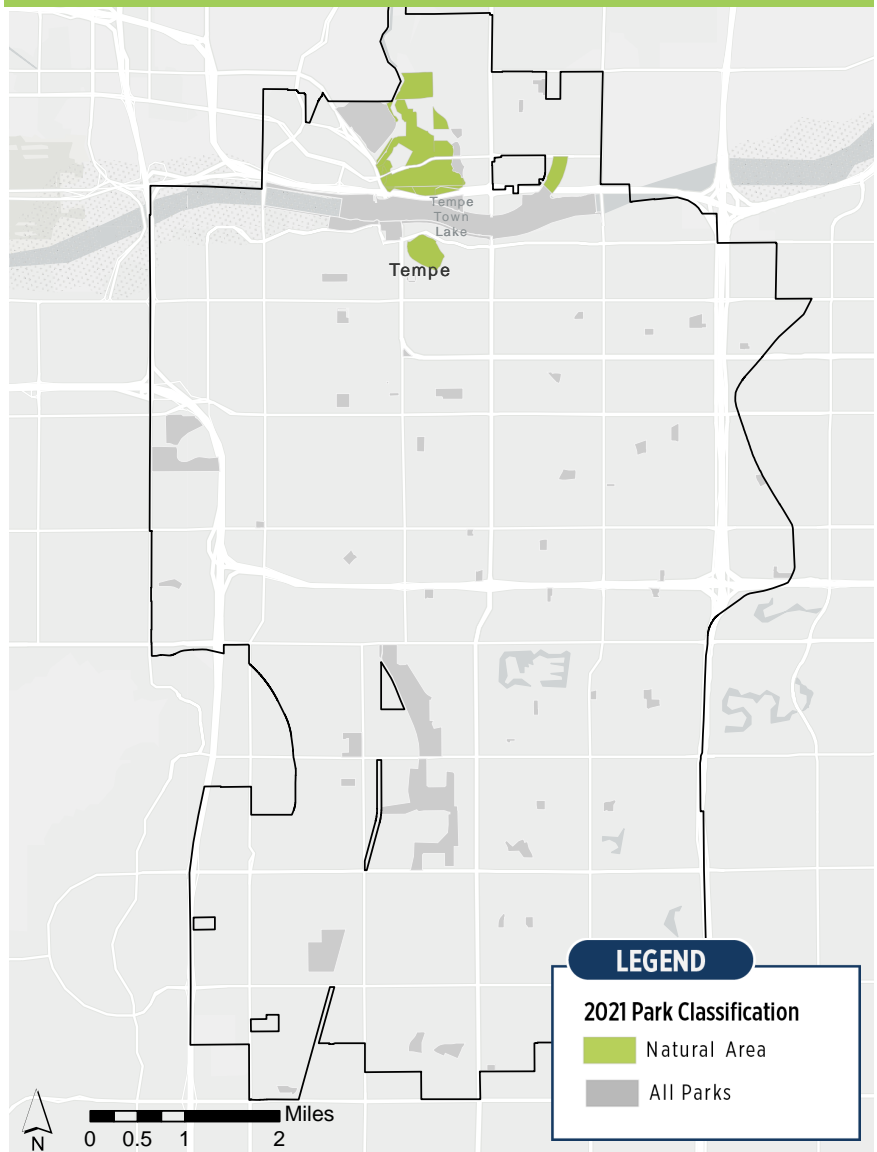 Tempe
Town
Lake
Tempe
LEGEND
2021 Park Classification
Natural Area
All Parks
Miles
0 0.5 1 2
N